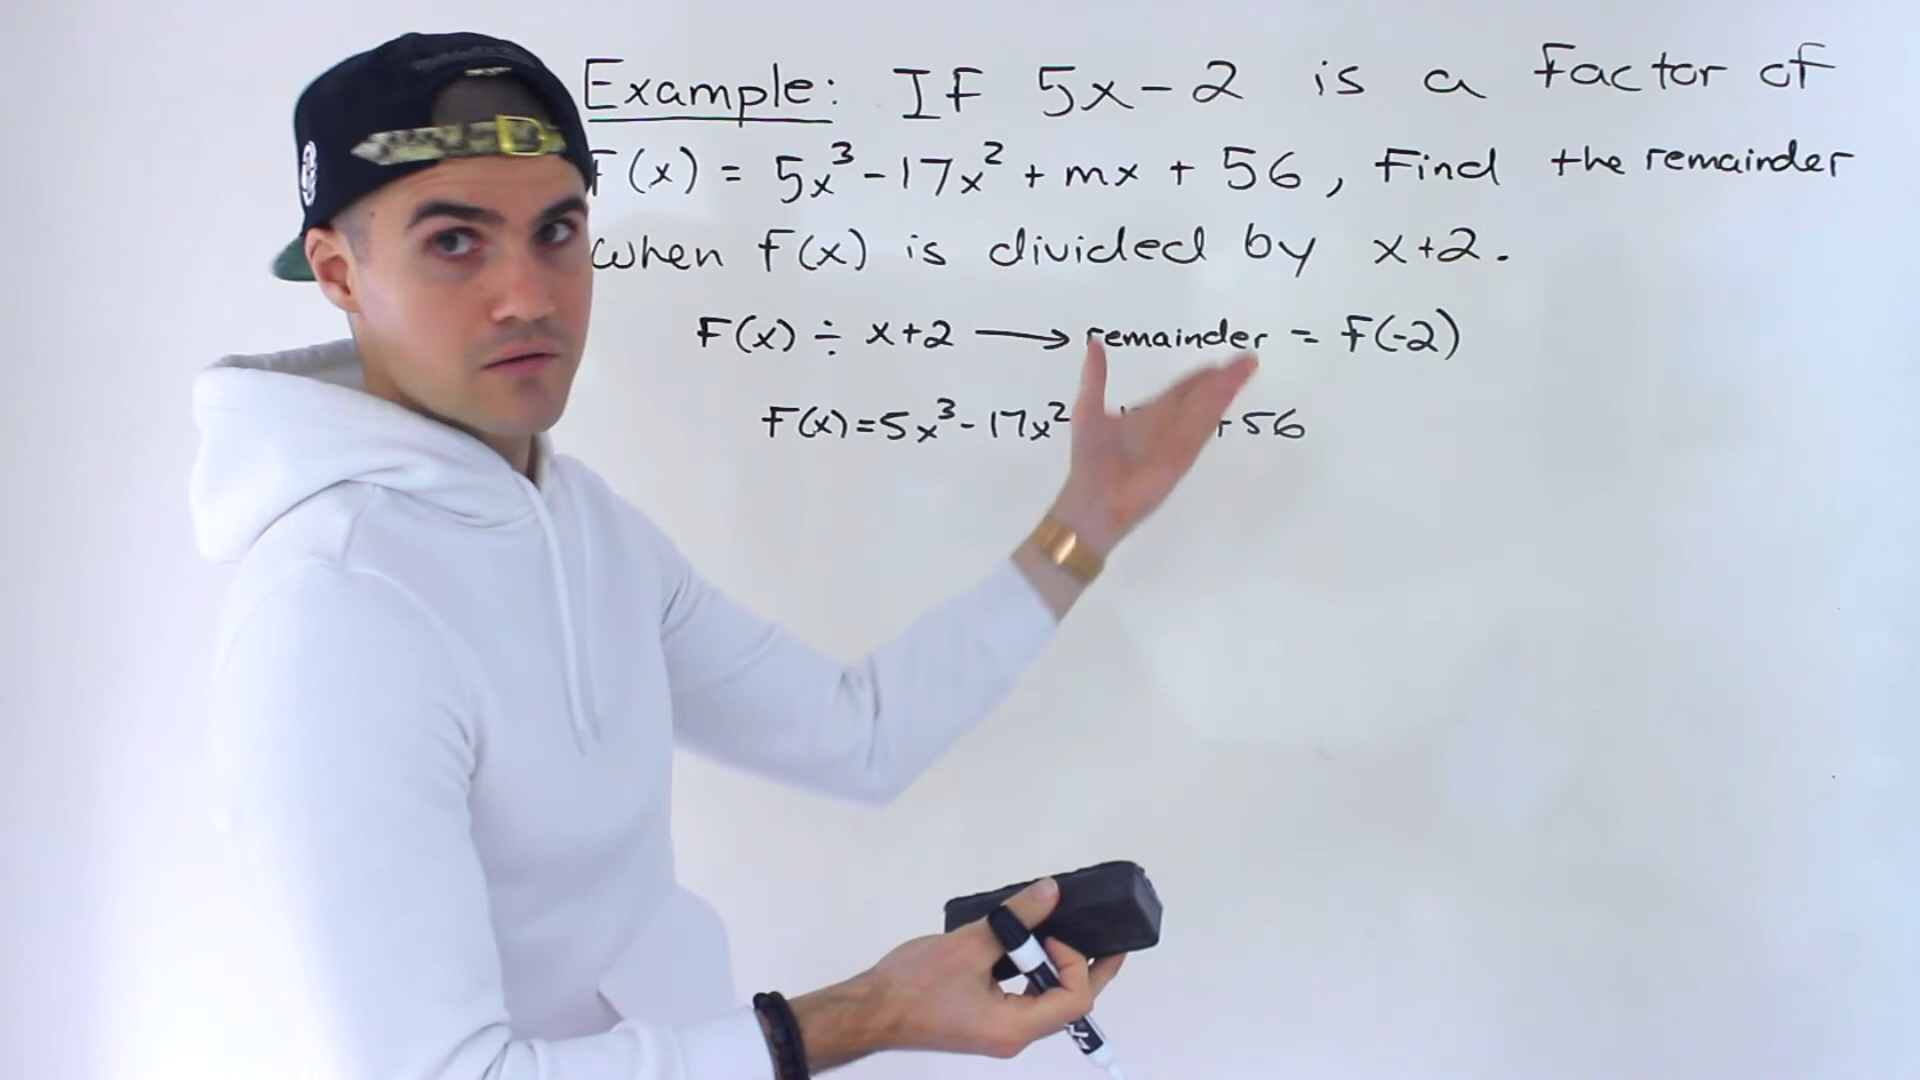 Example: If 5x-2 is a factor of
f(x) = 5x³-17x² + mx + 56, find the remainder
when f(x) is divided by x+2.
f(x) ÷ x+2 → remainder = f(-2)
f(x)=5x³-17x² +56